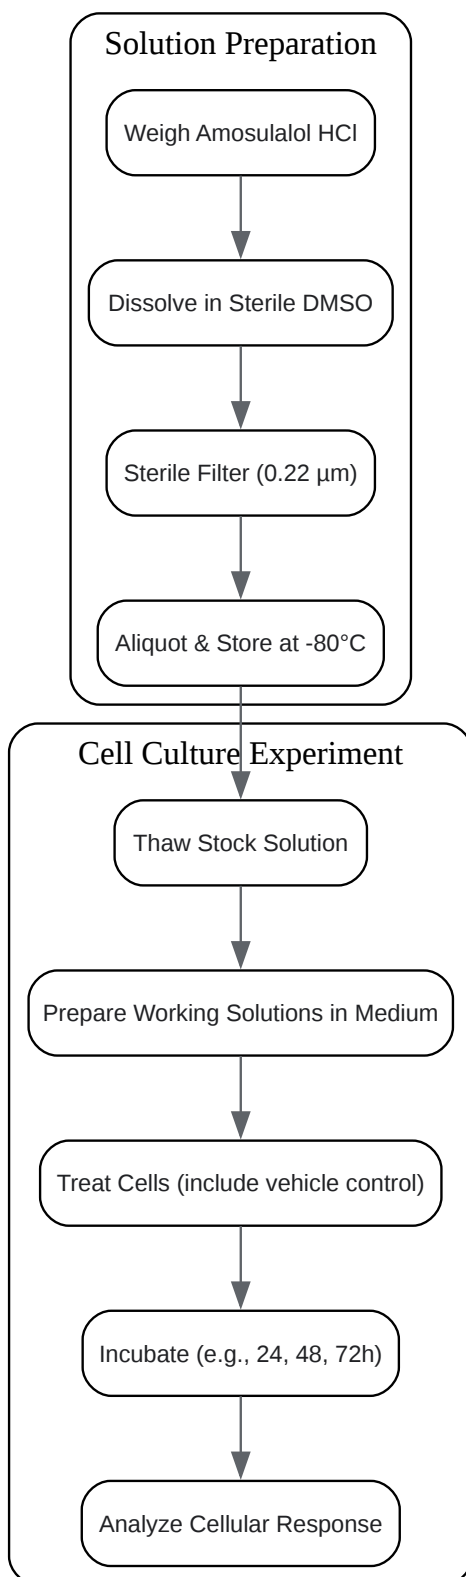 Solution Preparation
Weigh Amosulalol HCl
Dissolve in Sterile DMSO
Sterile Filter (0.22 µm)
Aliquot & Store at -80°C
Cell Culture Experiment
Thaw Stock Solution
Prepare Working Solutions in Medium
Treat Cells (include vehicle control)
Incubate (e.g., 24, 48, 72h)
Analyze Cellular Response